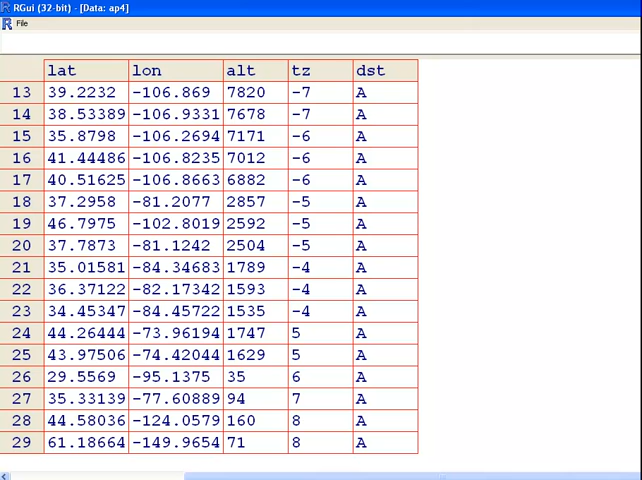 RGui (32-bit) - [Data: ap4]
File
lat lon alt tz dst
13 39.2232 -106.869 7820 -7 A
14 38.53389 -106.9331 7678 -7 A
15 35.8798 -106.2694 7171 -6 A
16 41.44486 -106.8235 7012 -6 A
17 40.51625 -106.8663 6882 -6 A
18 37.2958 -81.2077 2857 -5 A
19 46.7975 -102.8019 2592 -5 A
20 37.7873 -81.1242 2504 -5 A
21 35.01581 -84.34683 1789 -4 A
22 36.37122 -82.17342 1593 -4 A
23 34.45347 -84.45722 1535 -4 A
24 44.26444 -73.96194 1747 5 A
25 43.97506 -74.42044 1629 5 A
26 29.5569 -95.1375 35 6 A
27 35.33139 -77.60889 94 7 A
28 44.58036 -124.0579 160 8 A
29 61.18664 -149.9654 71 8 A